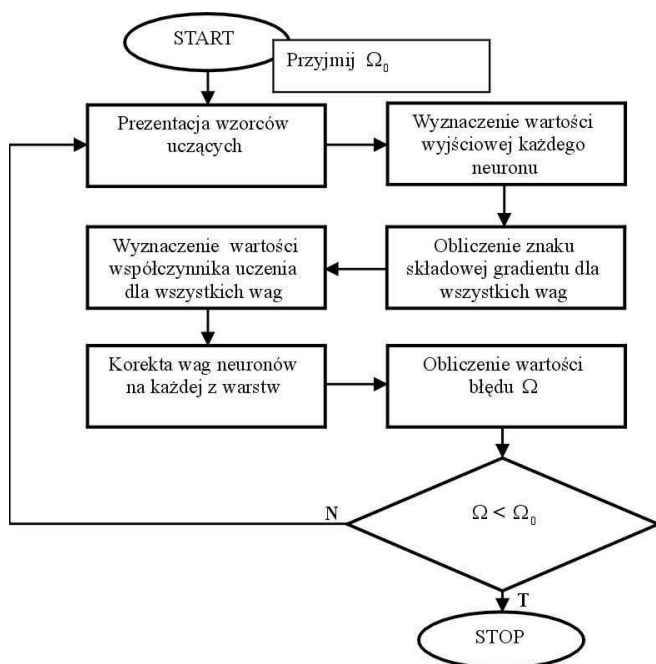 START
Przyjmij Ω₀
Prezentacja wzorców
uczących
Wyznaczenie wartości
wyjściowej każdego
neuronu
Wyznaczenie wartości
współczynnika uczenia
dla wszystkich wag
Obliczenie znaku
składowej gradientu dla
wszystkich wag
Korekta wag neuronów
na każdej z warstw
Obliczenie wartości
błędu Ω
N
Ω < Ω₀
T
STOP